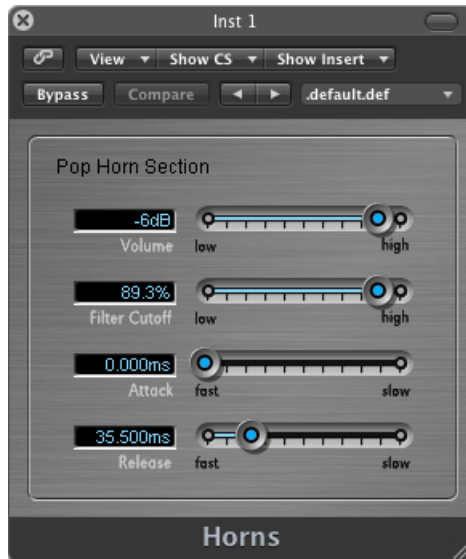 Inst 1
View Show CS Show Insert
Bypass Compare .default.def
Pop Horn Section
-6dB
Volume low high
89.3%
Filter Cutoff low high
0.000ms
Attack fast slow
35.500ms
Release fast slow
Horns